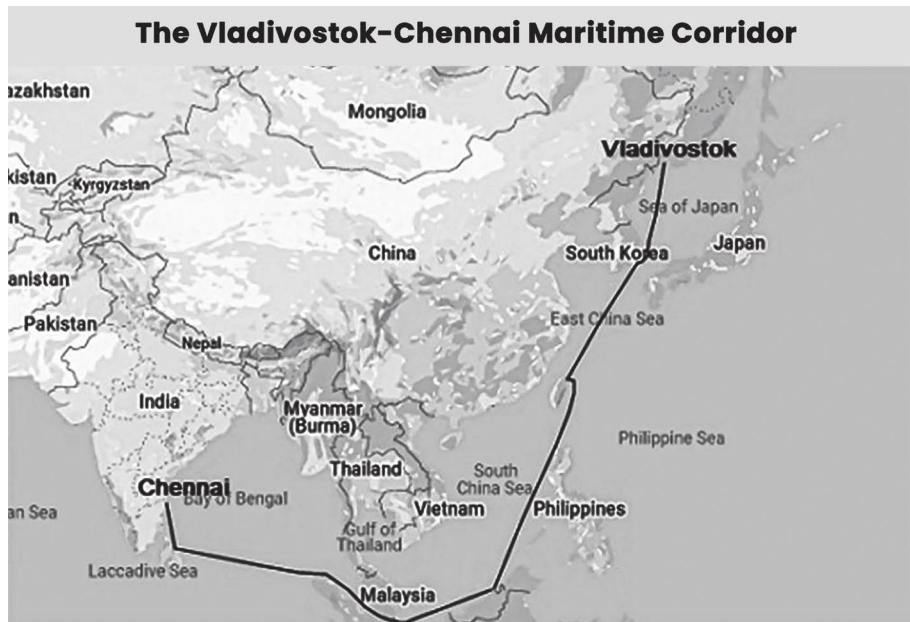 The Vladivostok-Chennai Maritime Corridor
azakhstan
Mongolia
Vladivostok
kistan
Kyrgyzstan
Sea of Japan
n
China
South Korea
Japan
anistan
Pakistan
Nepal
East China Sea
India
Myanmar
(Burma)
Philippine Sea
Thailand
South
China Sea
Chennai
Bay of Bengal
Vietnam
Philippines
an Sea
Gulf of
Thailand
Laccadive Sea
Malaysia